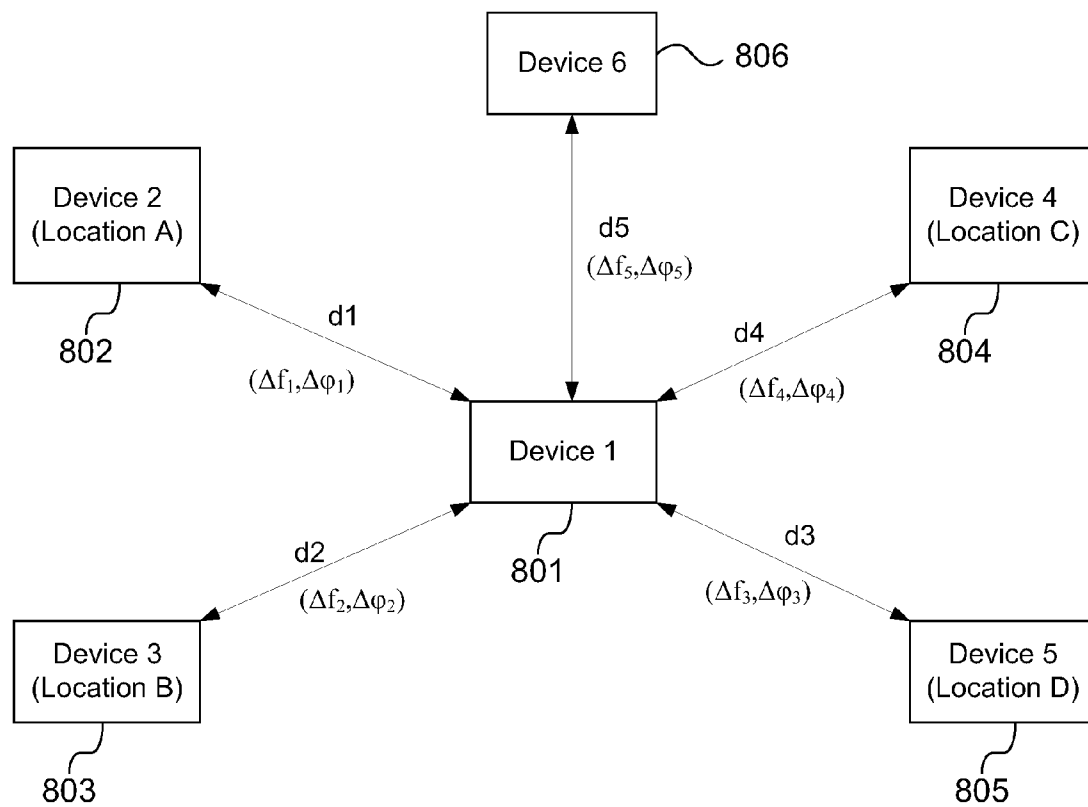 Device 6
806
Device 2
(Location A)
802
Device 4
(Location C)
804
d5
(Δf₅,Δφ₅)
d1
(Δf₁,Δφ₁)
d4
(Δf₄,Δφ₄)
Device 1
801
d2
(Δf₂,Δφ₂)
d3
(Δf₃,Δφ₃)
Device 3
(Location B)
803
Device 5
(Location D)
805